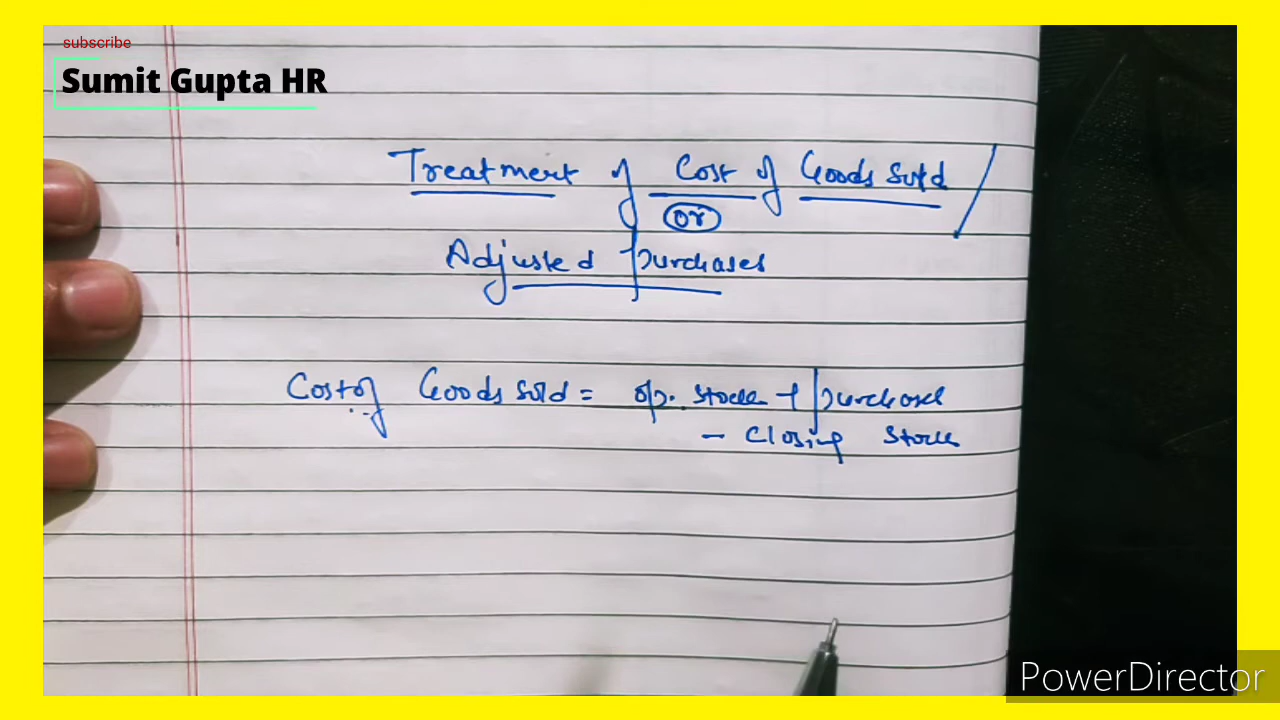 subscribe
Sumit Gupta HR
Treatment of Cost of Goods Sold
or
Adjusted purchases
Cost of Goods Sold = op. Stock + purchases
- Closing Stock
PowerDirector